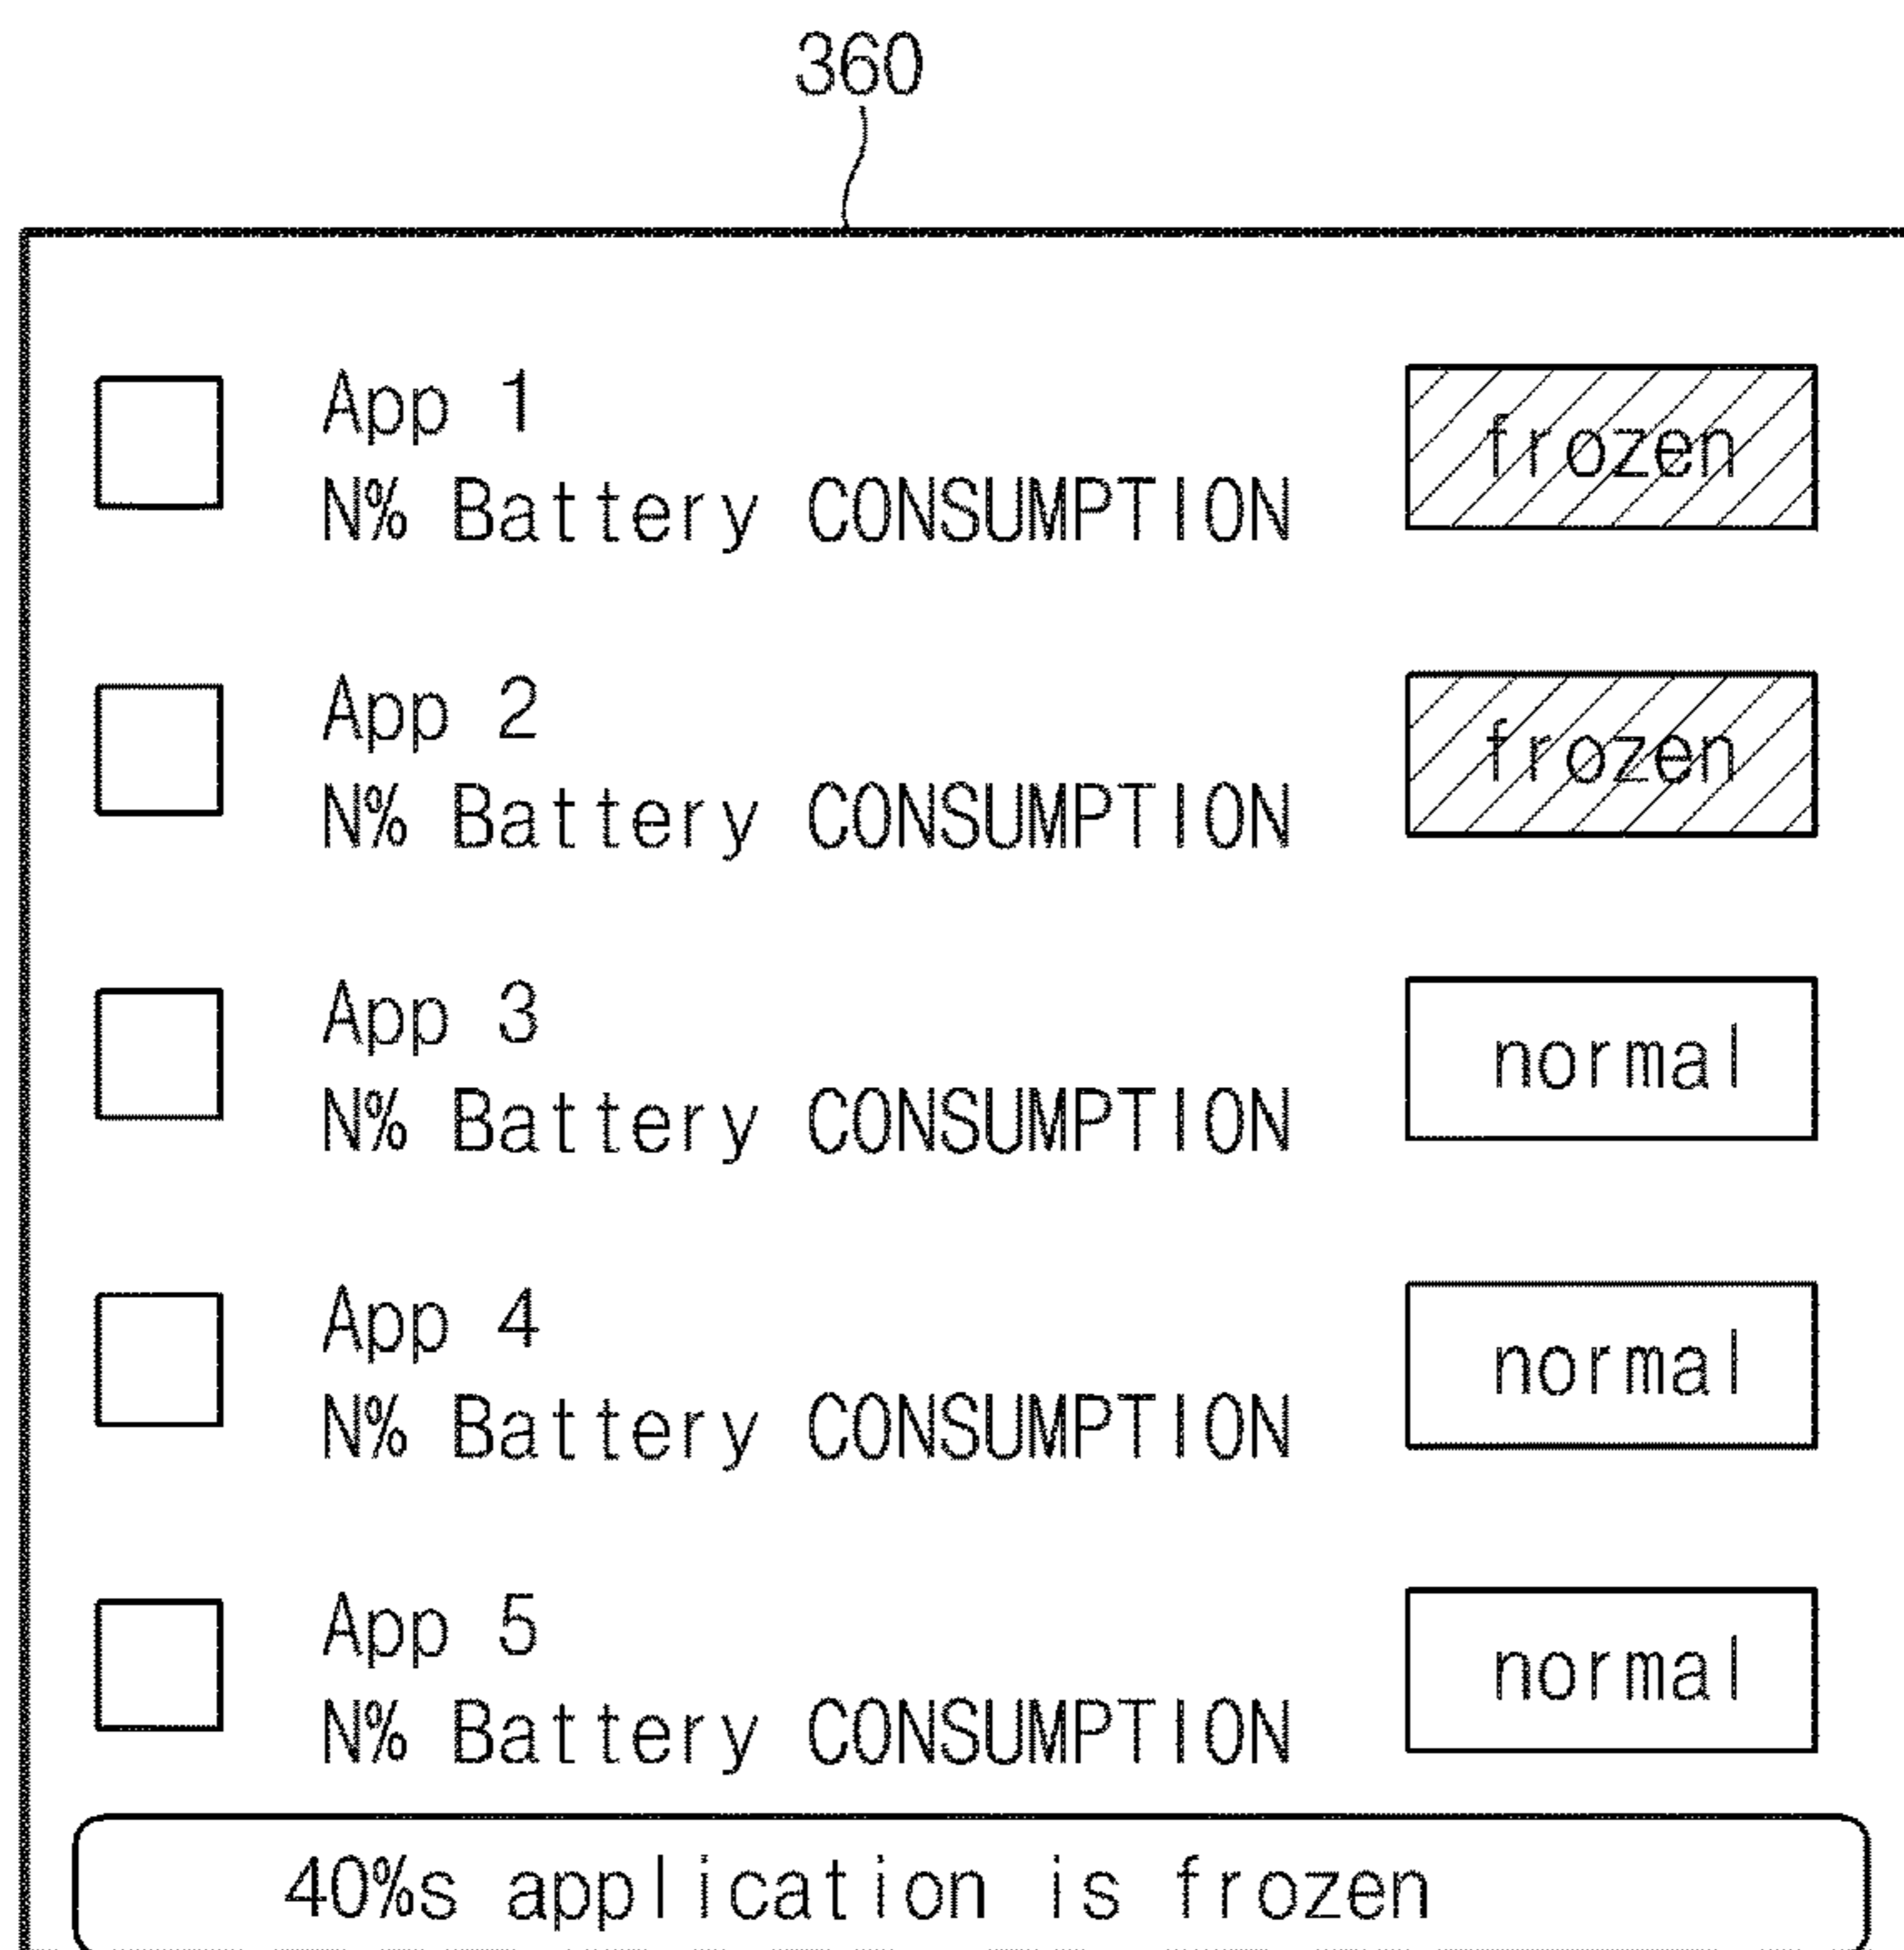 360
App 1
N% Battery CONSUMPTION
frozen
App 2
N% Battery CONSUMPTION
frozen
App 3
N% Battery CONSUMPTION
normal
App 4
N% Battery CONSUMPTION
normal
App 5
N% Battery CONSUMPTION
normal
40%s application is frozen